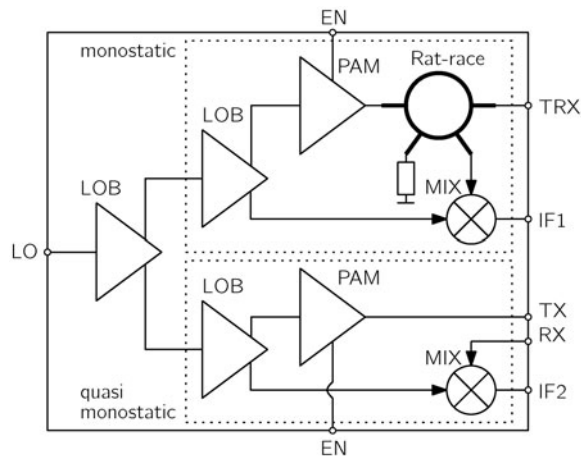 EN
monostatic
PAM
Rat-race
LOB
TRX
LOB
MIX
IF1
LO
LOB
PAM
TX
RX
MIX
quasi
monostatic
IF2
EN